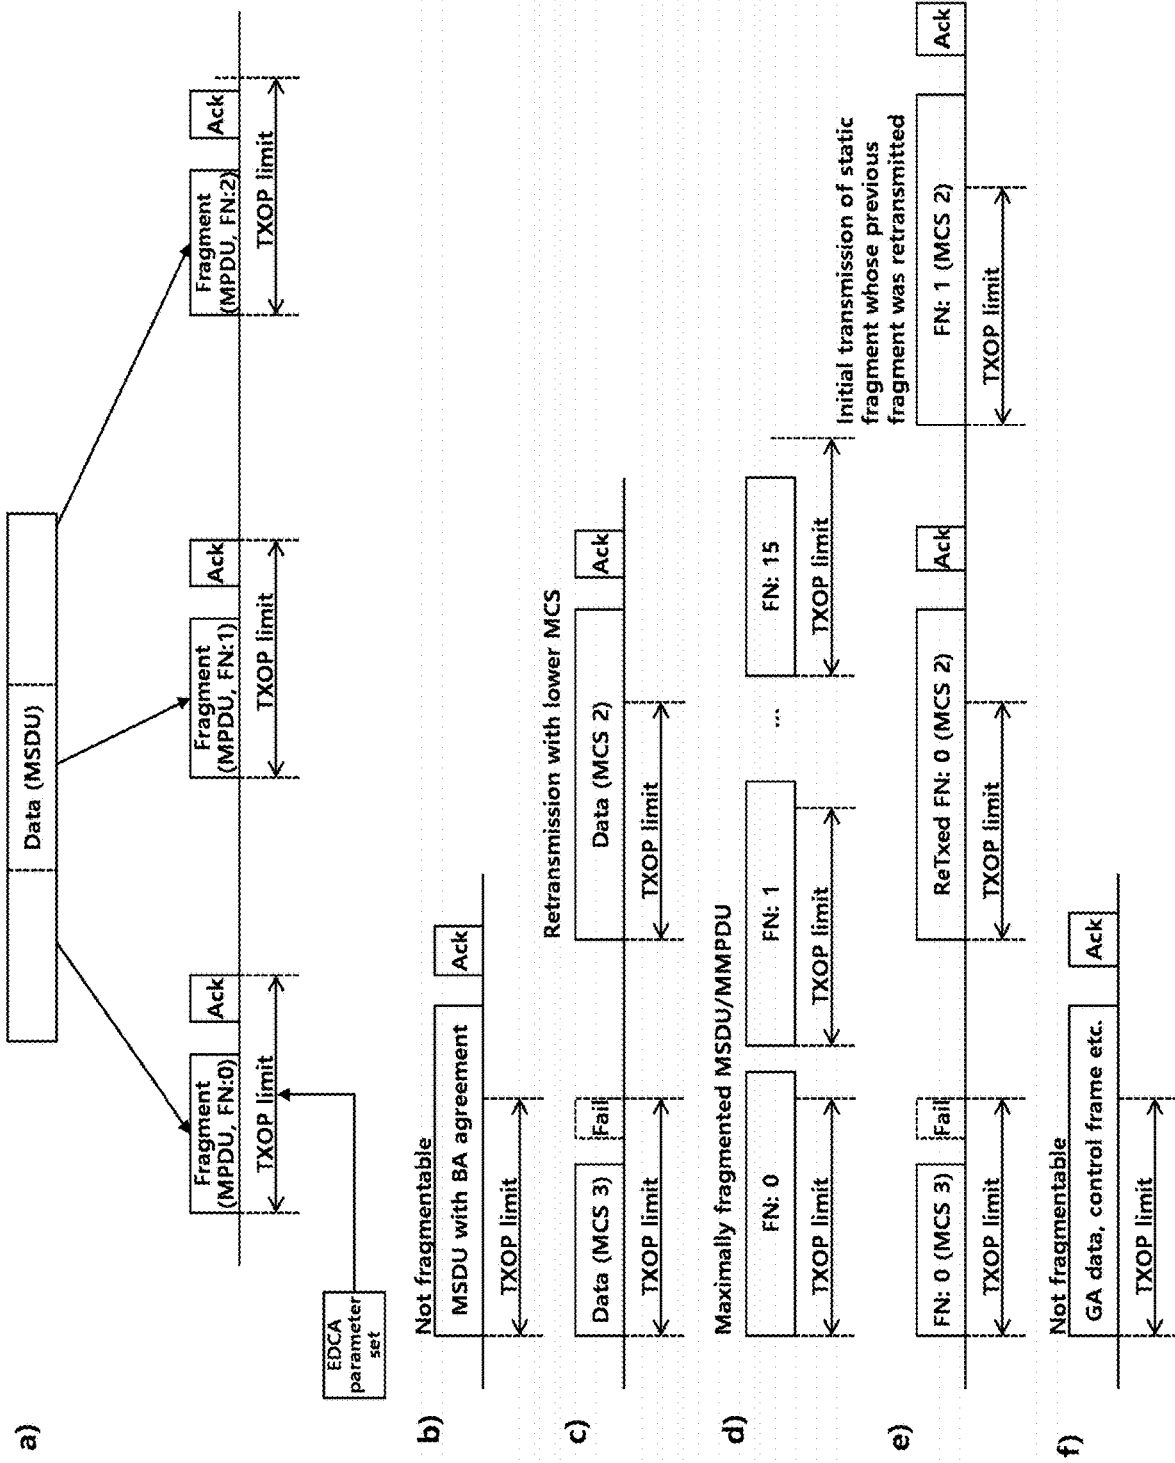 a)
Data (MSDU)
Fragment
(MPDU, FN:0)
Ack
TXOP limit
Fragment
(MPDU, FN:1)
Ack
TXOP limit
Fragment
(MPDU, FN:2)
Ack
TXOP limit
EDCA
parameter
set
b)
Not fragmentable
MSDU with BA agreement
Ack
TXOP limit
c)
Data (MCS 3)
Fail
TXOP limit
Retransmission with lower MCS
Data (MCS 2)
Ack
TXOP limit
d)
Maximally fragmented MSDU/MMPDU
FN: 0
TXOP limit
FN: 1
TXOP limit
...
FN: 15
TXOP limit
e)
FN: 0 (MCS 3)
Fail
TXOP limit
ReTxed FN: 0 (MCS 2)
Ack
TXOP limit
Initial transmission of static
fragment whose previous
fragment was retransmitted
FN: 1 (MCS 2)
Ack
TXOP limit
f)
Not fragmentable
GA data, control frame etc.
Ack
TXOP limit